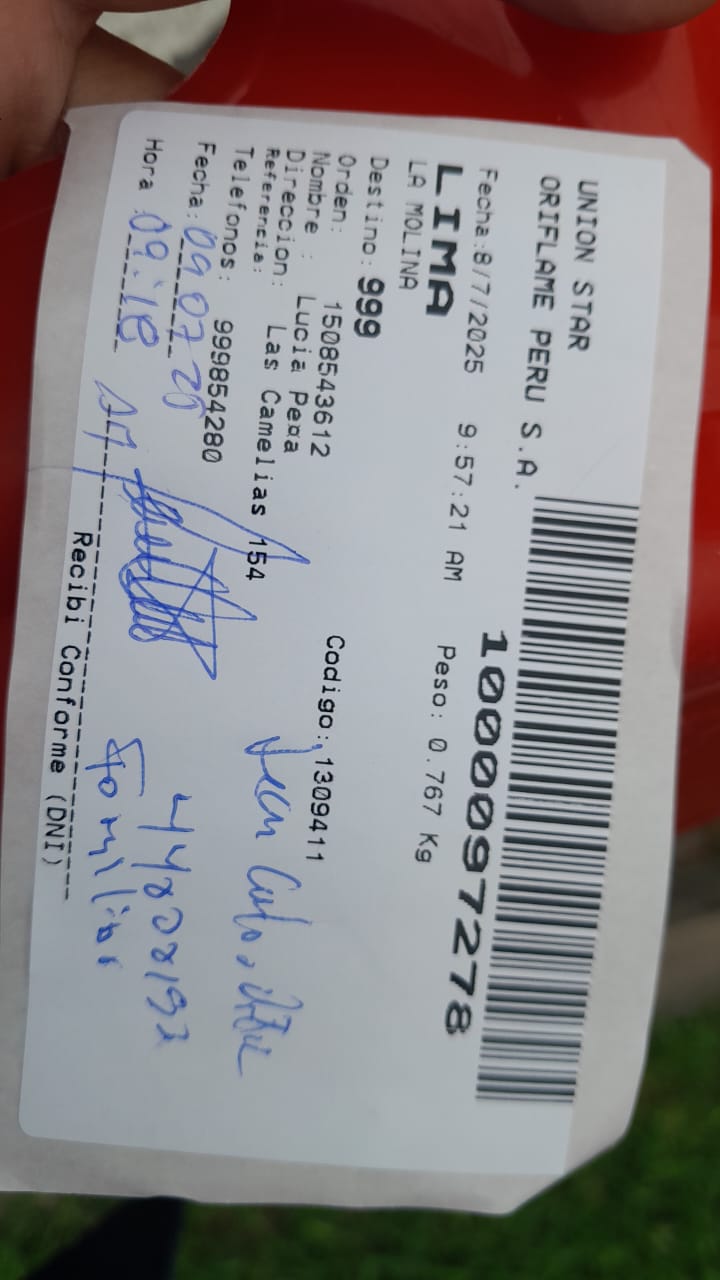 UNION STAR
ORIFLAME PERU S.A.
1000097278
Fecha:8/7/2025 9:57:21 AM Peso: 0.767 Kg
LIMA
LA MOLINA
Destino: 999
Orden: 1508543612 Codigo: 1309411
Nombre : Lucia Pexa
Direccion: Las Camelias 154
Referencia:
Telefonos: 999854280
Fecha: 09 07 25
Hora 09:18
Familiar
Recibi Conforme (DNI)